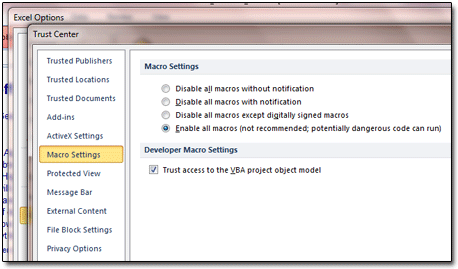 Excel Options
Trust Center
Trusted Publishers
Trusted Locations
Trusted Documents
Add-ins
ActiveX Settings
Macro Settings
Protected View
Message Bar
External Content
File Block Settings
Privacy Options
Macro Settings
Disable all macros without notification
Disable all macros with notification
Disable all macros except digitally signed macros
Enable all macros (not recommended; potentially dangerous code can run)
Developer Macro Settings
Trust access to the VBA project object model